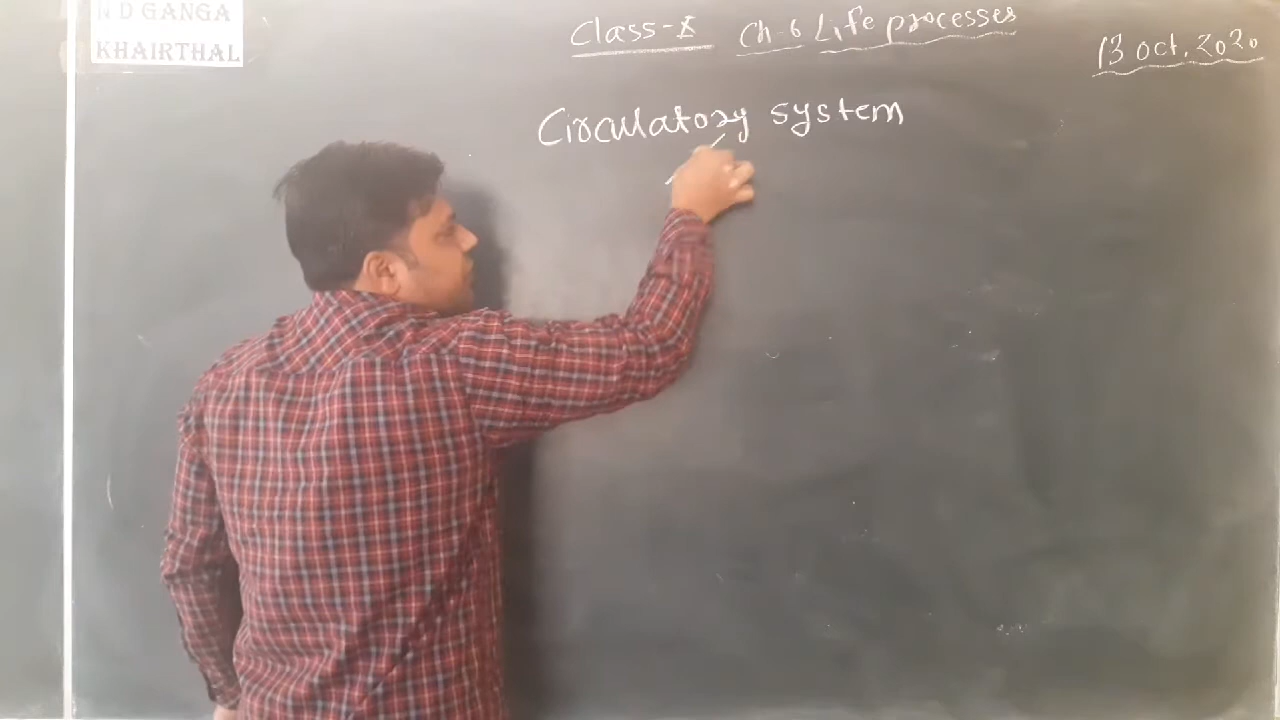 N D GANGA
KHAIRTHAL
Class-X Ch-6 Life processes
13 oct. 2020
Circulatory system